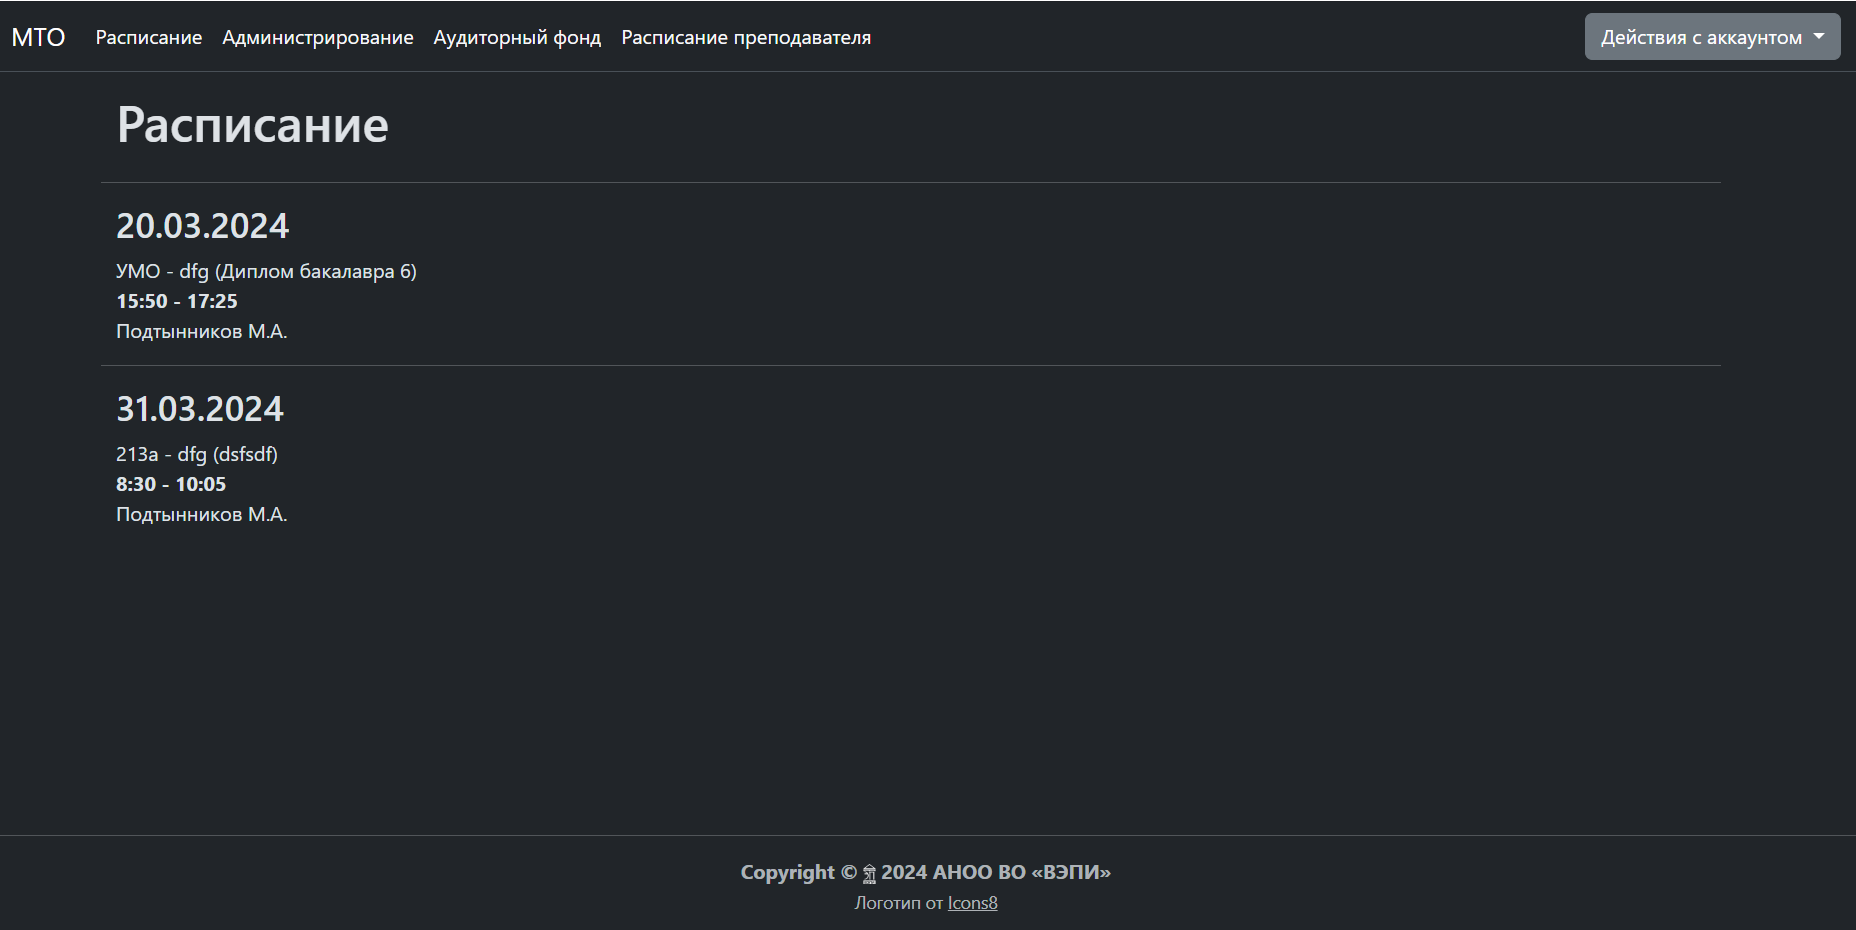 МТО Расписание Администрирование Аудиторный фонд Расписание преподавателя Действия с аккаунтом
Расписание
20.03.2024
УМО - dfg (Диплом бакалавра 6)
15:50 - 17:25
Подтынников М.А.
31.03.2024
213а - dfg (dsfsdf)
8:30 - 10:05
Подтынников М.А.
Copyright © 2024 АНОО ВО «ВЭПИ»
Логотип от Icons8